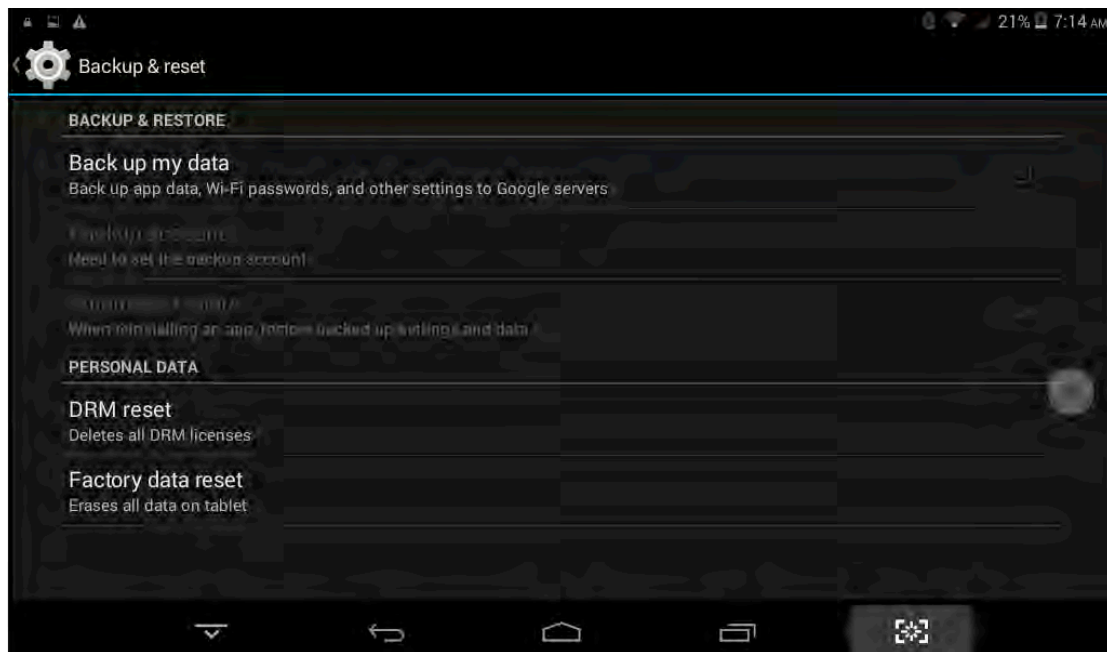 21% 7:14 AM
Backup & reset
BACKUP & RESTORE
Back up my data
Back up app data, Wi-Fi passwords, and other settings to Google servers
Backup account
Need to set the backup account
When reinstalling an app, restore backed up settings and data
PERSONAL DATA
DRM reset
Deletes all DRM licenses
Factory data reset
Erases all data on tablet